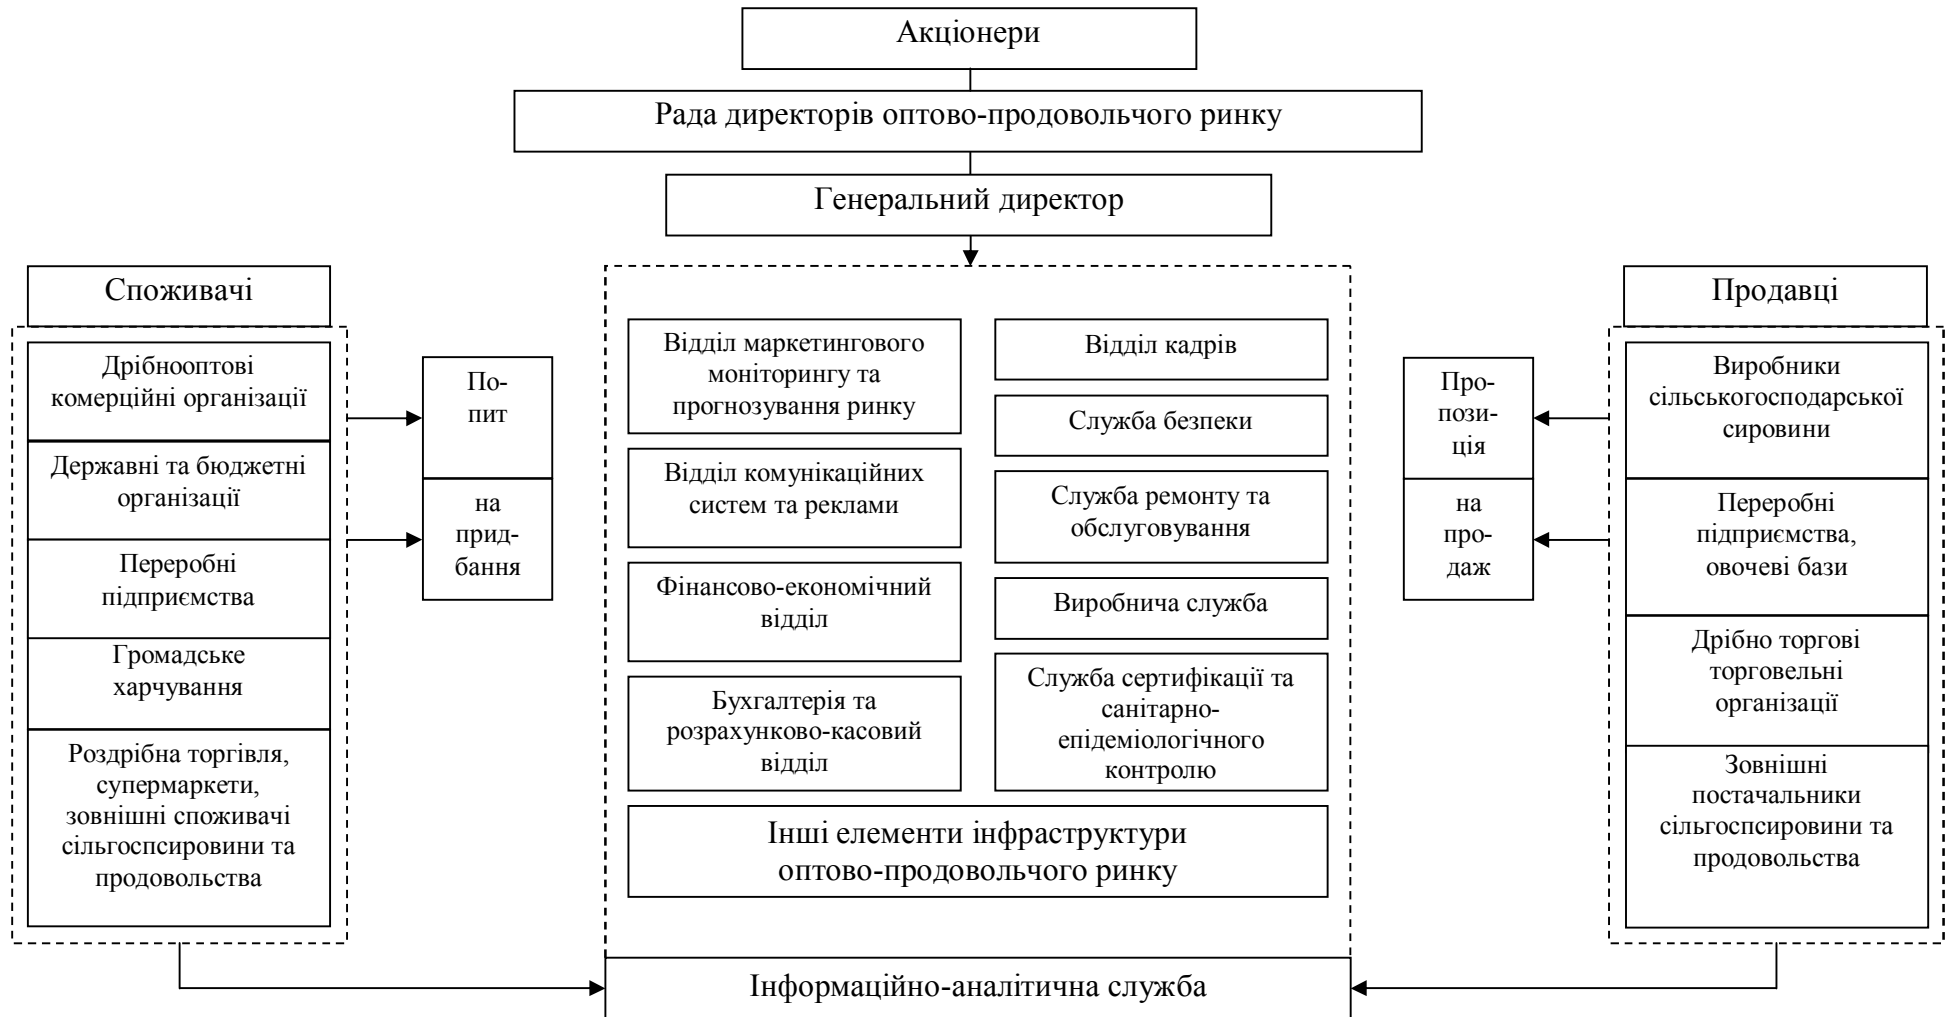 Акціонери
Рада директорів оптово-продовольчого ринку
Генеральний директор
Споживачі
Дрібнооптові
комерційні організації
Державні та бюджетні
організації
Переробні
підприємства
Громадське
харчування
Роздрібна торгівля,
супермаркети,
зовнішні споживачі
сільгоспсировини та
продовольства
По-
пит
на
прид-
бання
Відділ маркетингового
моніторингу та
прогнозування ринку
Відділ комунікаційних
систем та реклами
Фінансово-економічний
відділ
Бухгалтерія та
розрахунково-касовий
відділ
Відділ кадрів
Служба безпеки
Служба ремонту та
обслуговування
Виробнича служба
Служба сертифікації та
санітарно-
епідеміологічного
контролю
Інші елементи інфраструктури
оптово-продовольчого ринку
Про-
пози-
ція
на
про-
даж
Продавці
Виробники
сільськогосподарської
сировини
Переробні
підприємства,
овочеві бази
Дрібно торгові
торговельні
організації
Зовнішні
постачальники
сільгоспсировини та
продовольства
Інформаційно-аналітична служба